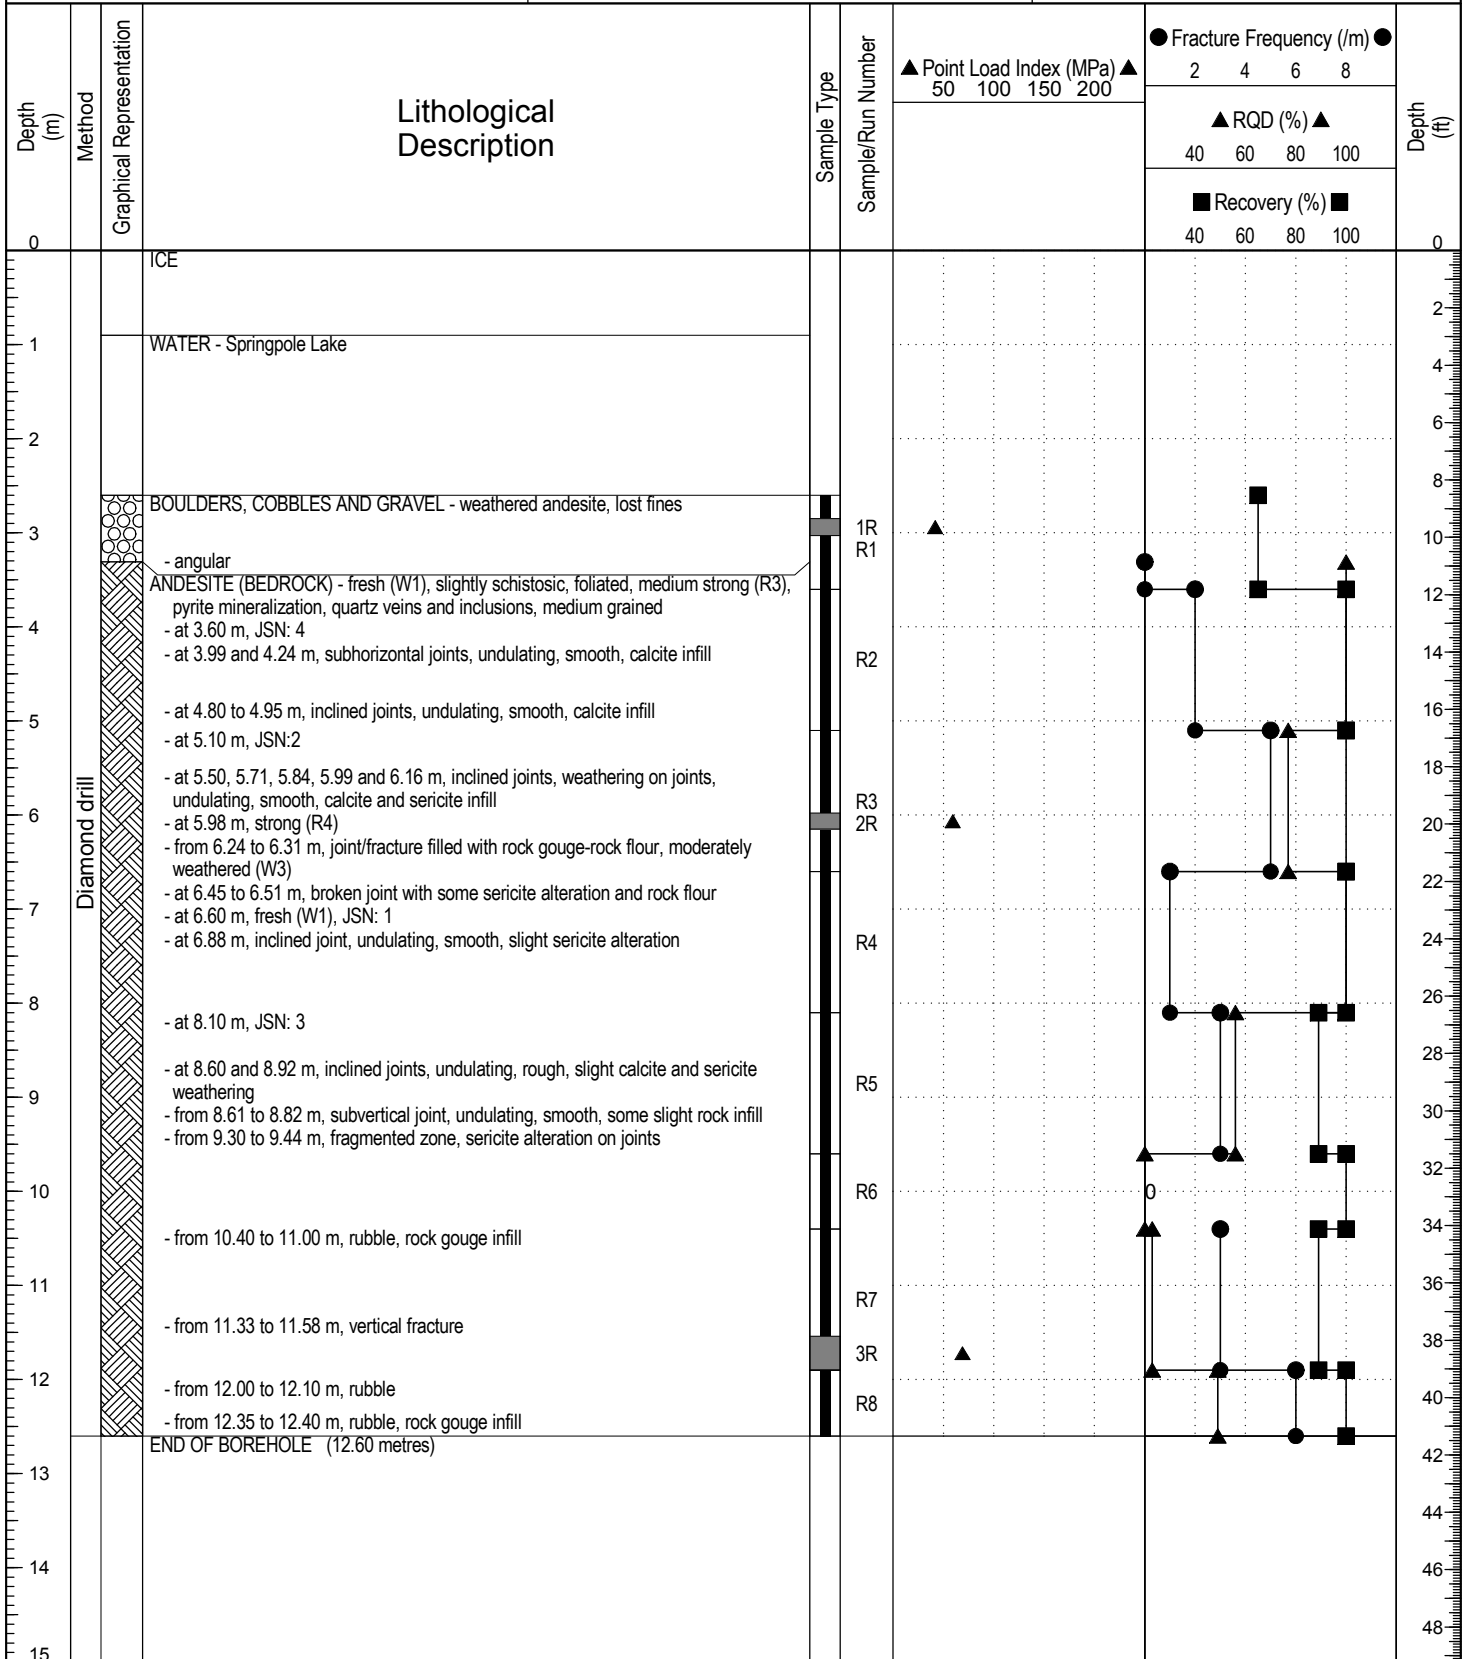 Depth
(m)
Method
Graphical Representation
Lithological
Description
Sample Type
Sample/Run Number
▲ Point Load Index (MPa) ▲
50 100 150 200
● Fracture Frequency (/m) ●
2 4 6 8
▲ RQD (%) ▲
40 60 80 100
■ Recovery (%) ■
40 60 80 100
Depth
(ft)
0
0
ICE
2
1
WATER - Springpole Lake
4
6
2
8
BOULDERS, COBBLES AND GRAVEL - weathered andesite, lost fines
1R
3
10
R1
- angular
ANDESITE (BEDROCK) - fresh (W1), slightly schistosic, foliated, medium strong (R3),
pyrite mineralization, quartz veins and inclusions, medium grained
12
4
- at 3.60 m, JSN: 4
- at 3.99 and 4.24 m, subhorizontal joints, undulating, smooth, calcite infill
R2
14
- at 4.80 to 4.95 m, inclined joints, undulating, smooth, calcite infill
16
5
- at 5.10 m, JSN:2
18
- at 5.50, 5.71, 5.84, 5.99 and 6.16 m, inclined joints, weathering on joints,
undulating, smooth, calcite and sericite infill
R3
6
- at 5.98 m, strong (R4)
2R
20
- from 6.24 to 6.31 m, joint/fracture filled with rock gouge-rock flour, moderately
weathered (W3)
22
Diamond drill
- at 6.45 to 6.51 m, broken joint with some sericite alteration and rock flour
7
- at 6.60 m, fresh (W1), JSN: 1
- at 6.88 m, inclined joint, undulating, smooth, slight sericite alteration
R4
24
26
8
- at 8.10 m, JSN: 3
28
- at 8.60 and 8.92 m, inclined joints, undulating, rough, slight calcite and sericite
weathering
R5
9
- from 8.61 to 8.82 m, subvertical joint, undulating, smooth, some slight rock infill
30
- from 9.30 to 9.44 m, fragmented zone, sericite alteration on joints
32
10
R6
0
34
- from 10.40 to 11.00 m, rubble, rock gouge infill
36
11
R7
- from 11.33 to 11.58 m, vertical fracture
38
3R
12
- from 12.00 to 12.10 m, rubble
40
R8
- from 12.35 to 12.40 m, rubble, rock gouge infill
END OF BOREHOLE (12.60 metres)
42
13
44
14
46
48
15